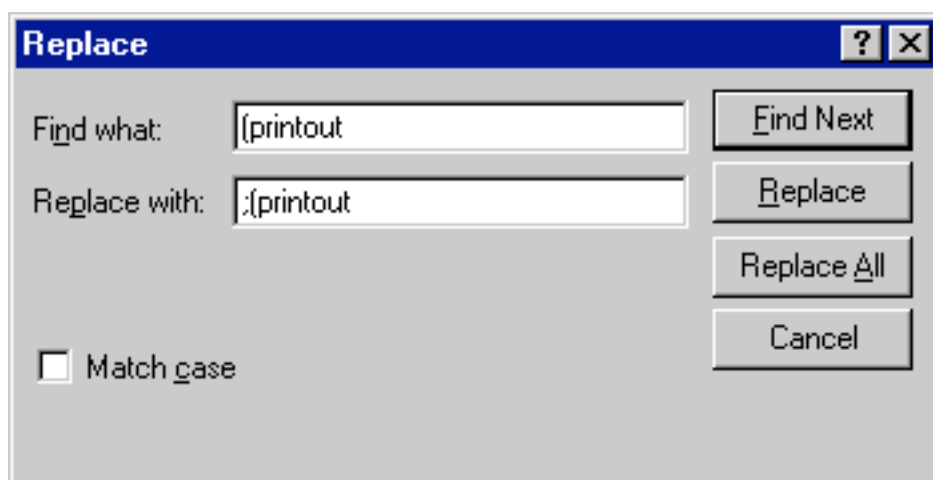 Replace
Find what:
(printout
Find Next
Replace with:
;(printout
Replace
Replace All
Cancel
Match case